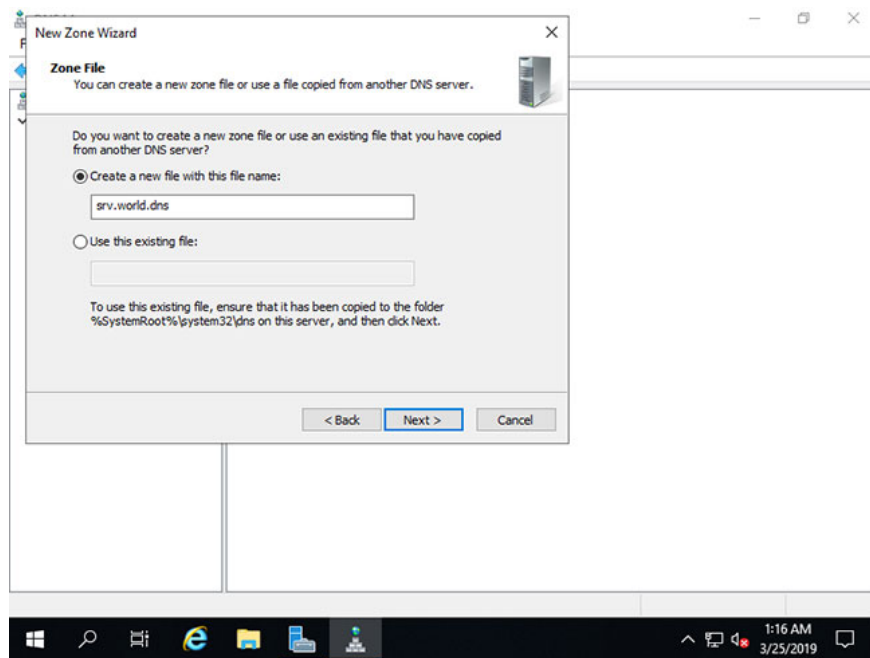 New Zone Wizard
Zone File
You can create a new zone file or use a file copied from another DNS server.
Do you want to create a new zone file or use an existing file that you have copied
from another DNS server?
Create a new file with this file name:
srv.world.dns
Use this existing file:
To use this existing file, ensure that it has been copied to the folder
%SystemRoot%\system32\dns on this server, and then click Next.
< Back
Next >
Cancel
1:16 AM
3/25/2019